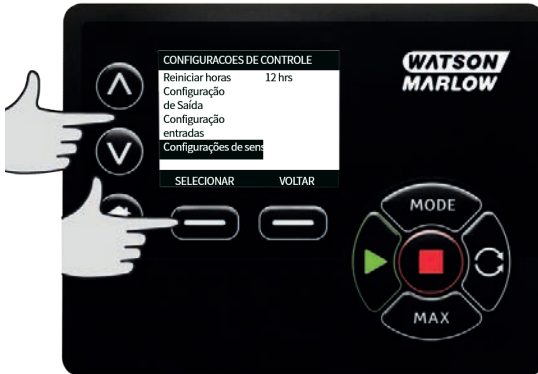 CONFIGURACOES DE CONTROLE
Reiniciar horas 12 hrs
Configuração
de Saída
Configuração
entradas
Configurações de sens
SELECIONAR VOLTAR
WATSON
MARLOW
MODE
MAX